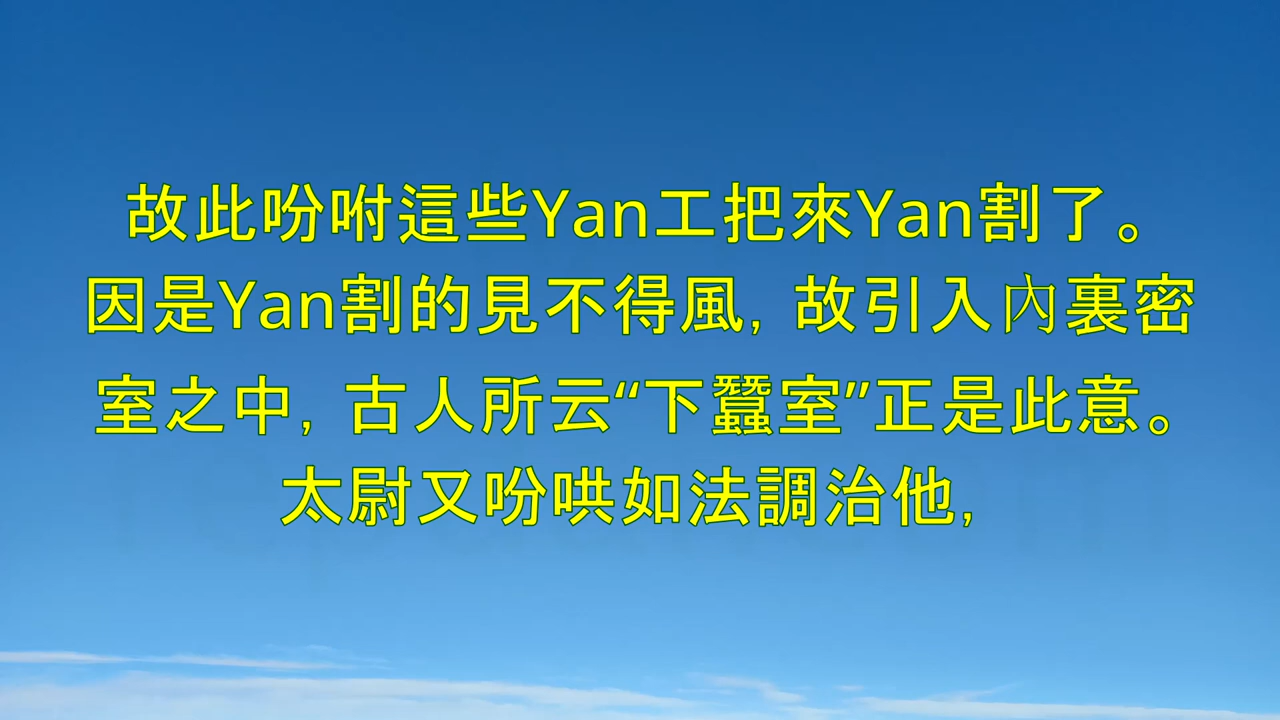 故此吩咐這些Yan工把來Yan割了。
因是Yan割的見不得風, 故引入內裏密
室之中, 古人所云“下蠶室”正是此意。
太尉又吩哄如法調治他,